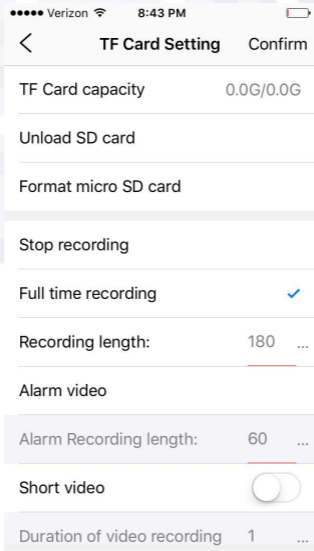 Verizon 8:43 PM
TF Card Setting Confirm
TF Card capacity 0.0G/0.0G
Unload SD card
Format micro SD card
Stop recording
Full time recording
Recording length: 180 ...
Alarm video
Alarm Recording length: 60 ...
Short video
Duration of video recording 1 ...